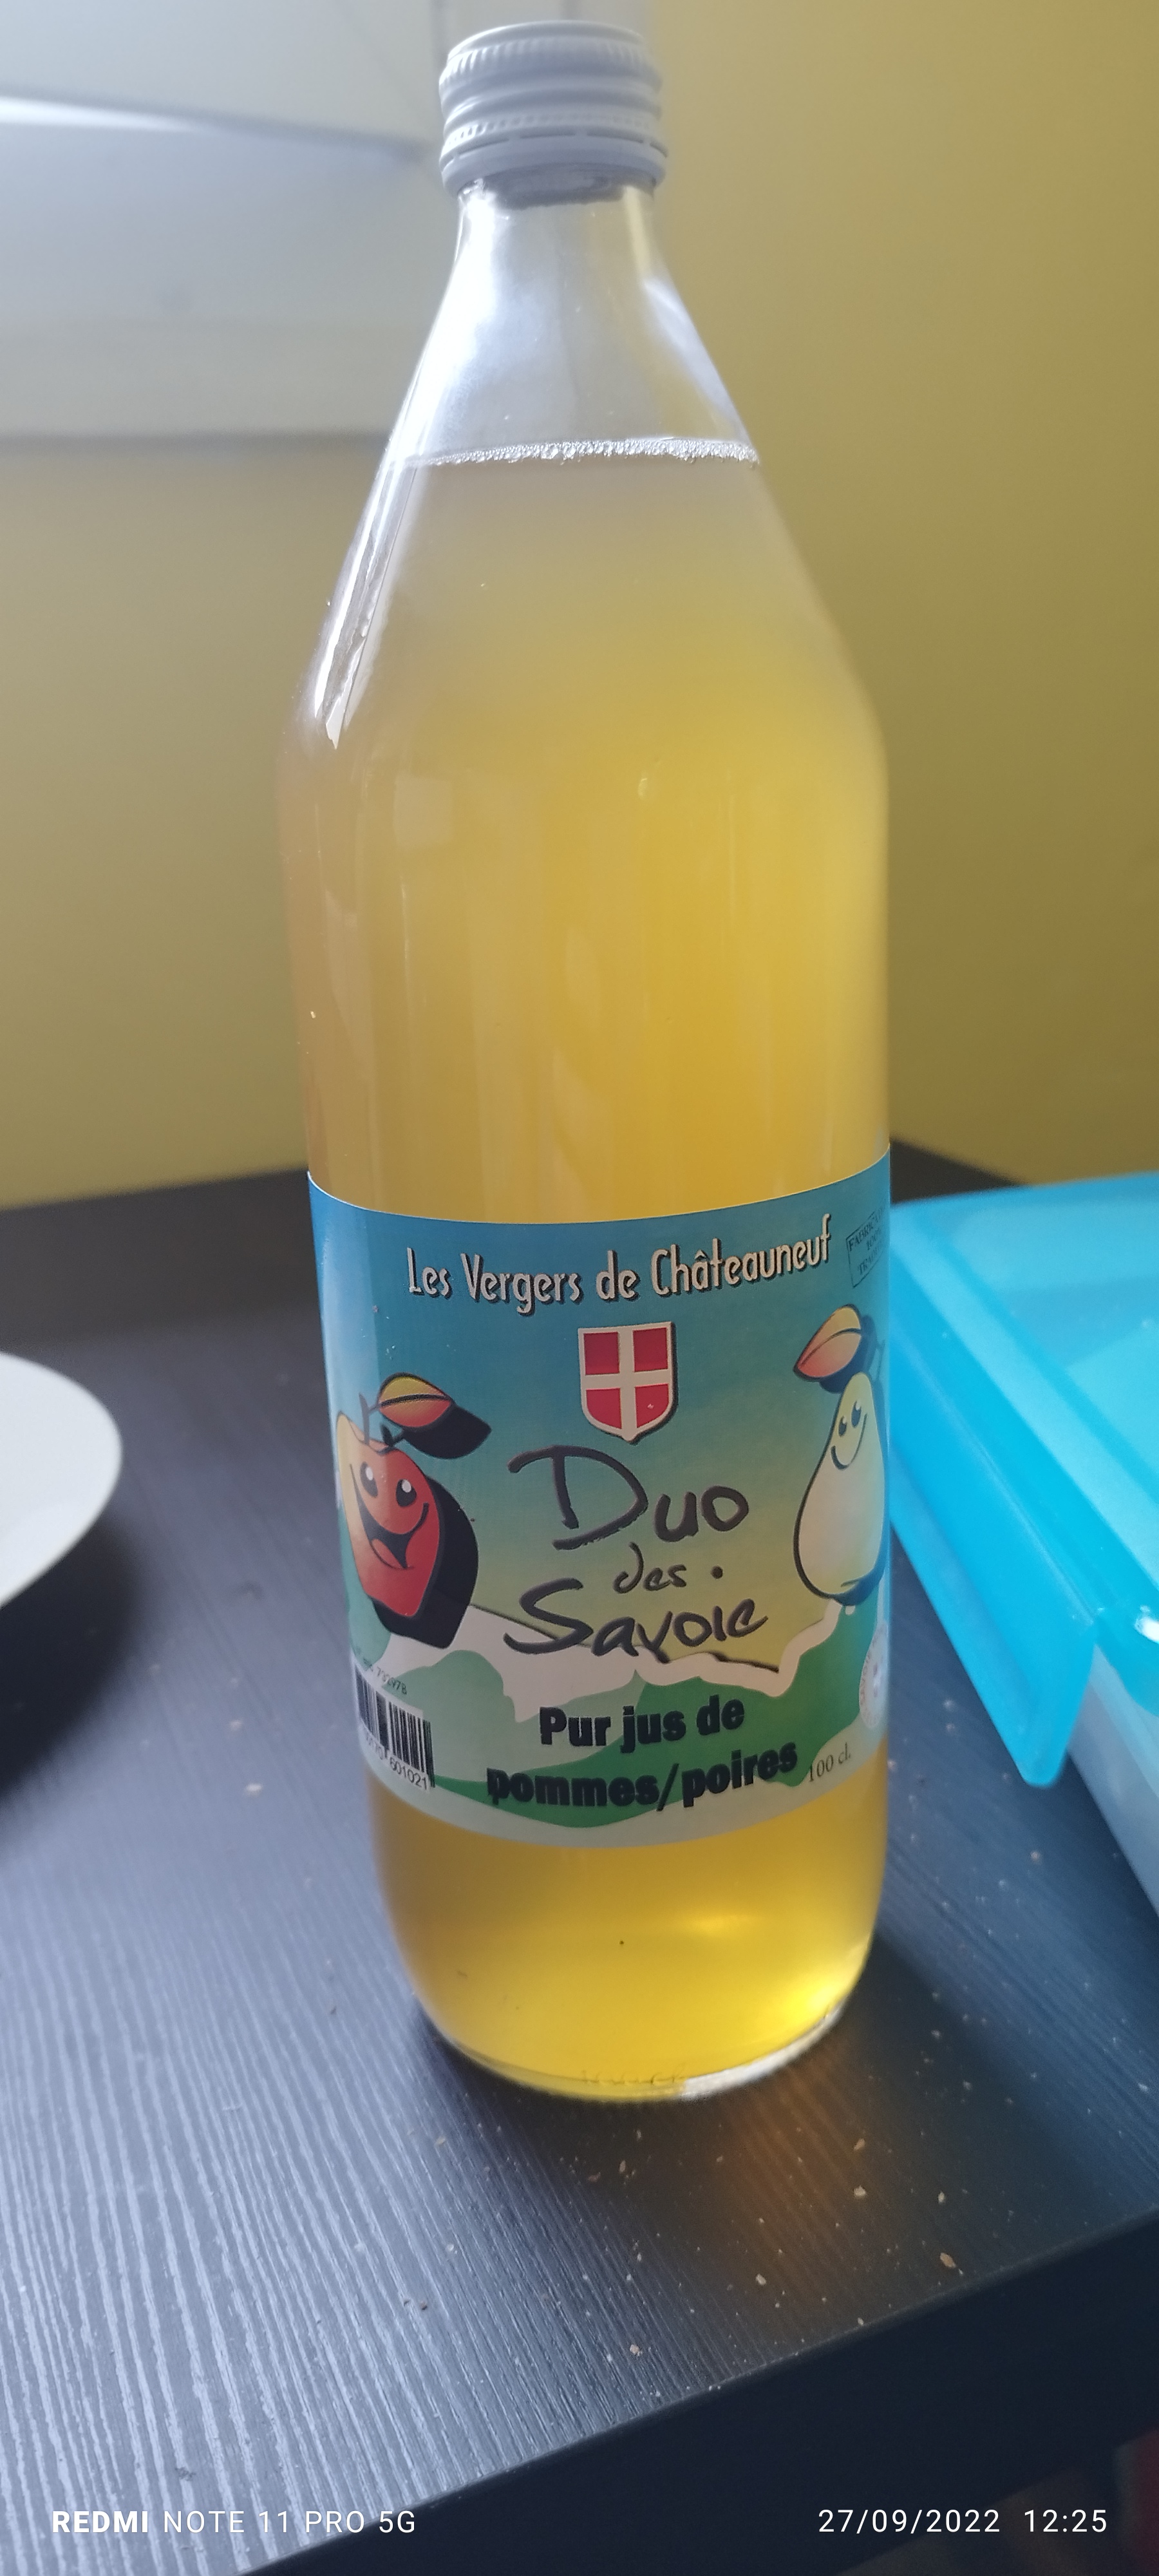 Les Vergers de Châteauneuf
Duo
des
Savoie
Pur jus de
pommes/poires
100 cl.
601021
REDMI NOTE 11 PRO 5G
27/09/2022 12:25